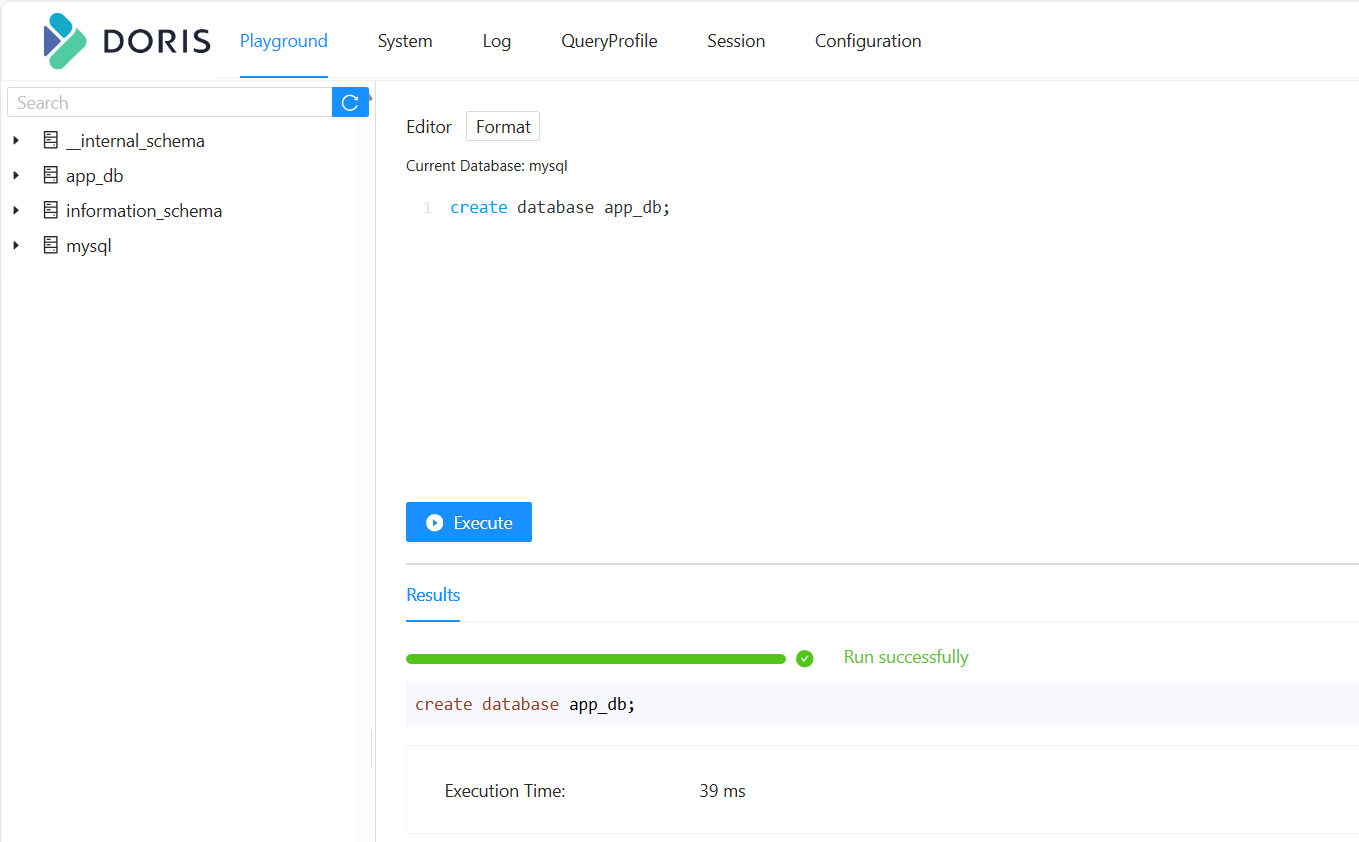 DORIS
Playground System Log QueryProfile Session Configuration
Search
__internal_schema
app_db
information_schema
mysql
Editor Format
Current Database: mysql
1 create database app_db;
Execute
Results
Run successfully
create database app_db;
Execution Time: 39 ms